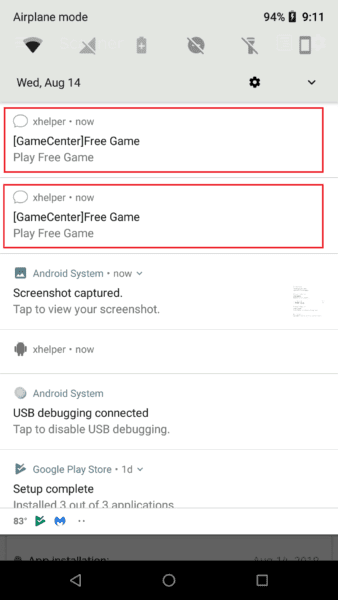 Airplane mode 94% 9:11
Wed, Aug 14
xhelper • now
[GameCenter]Free Game
Play Free Game
xhelper • now
[GameCenter]Free Game
Play Free Game
Android System • now
Screenshot captured.
Tap to view your screenshot.
xhelper • now
Android System
USB debugging connected
Tap to disable USB debugging.
Google Play Store • 1d
Setup complete
Installed 3 out of 3 applications
83°
App installation: Aug 14, 2019